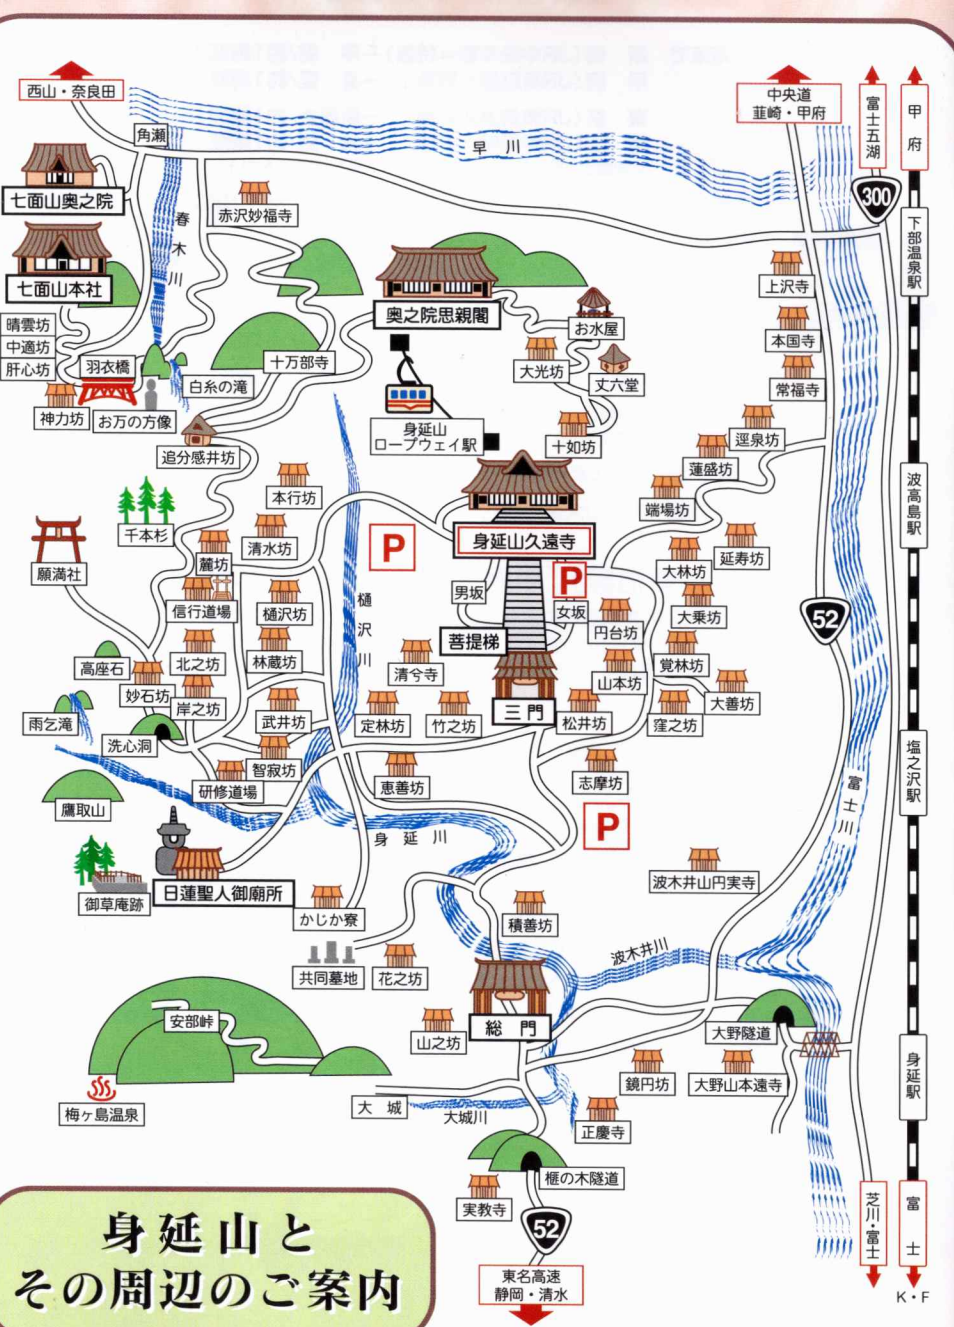 西山・奈良田
中央道
韮崎・甲府
富士五湖
甲府
角瀬
早川
300
七面山奥之院
赤沢妙福寺
春木川
下部温泉駅
七面山本社
奥之院思親閣
上沢寺
晴雲坊
中適坊
肝心坊
羽衣橋
十万部寺
お水屋
本国寺
大光坊
丈六堂
常福寺
神力坊
お万の方像
白糸の滝
身延山
ロープウェイ駅
十如坊
逕泉坊
追分感井坊
蓮盛坊
本行坊
端場坊
波高島駅
千本杉
清水坊
P
身延山久遠寺
延寿坊
願満社
麓坊
大林坊
P
男坂
女坂
信行道場
樋沢坊
樋沢川
円台坊
大乗坊
52
菩提梯
高座石
北之坊
林蔵坊
清兮寺
覚林坊
妙石坊
岸之坊
山本坊
大善坊
雨乞滝
武井坊
定林坊
竹之坊
三門
松井坊
窪之坊
洗心洞
智寂坊
塩之沢駅
研修道場
恵善坊
志摩坊
鷹取山
富士川
P
身延川
御草庵跡
日蓮聖人御廟所
波木井山円実寺
かじか寮
積善坊
共同墓地
花之坊
波木井川
安部峠
山之坊
総門
大野隧道
身延駅
梅ヶ島温泉
鏡円坊
大野山本遠寺
大城
大城川
正慶寺
榧の木隧道
実教寺
52
芝川・富士
富士
身延山と
その周辺のご案内
東名高速
静岡・清水
K・F